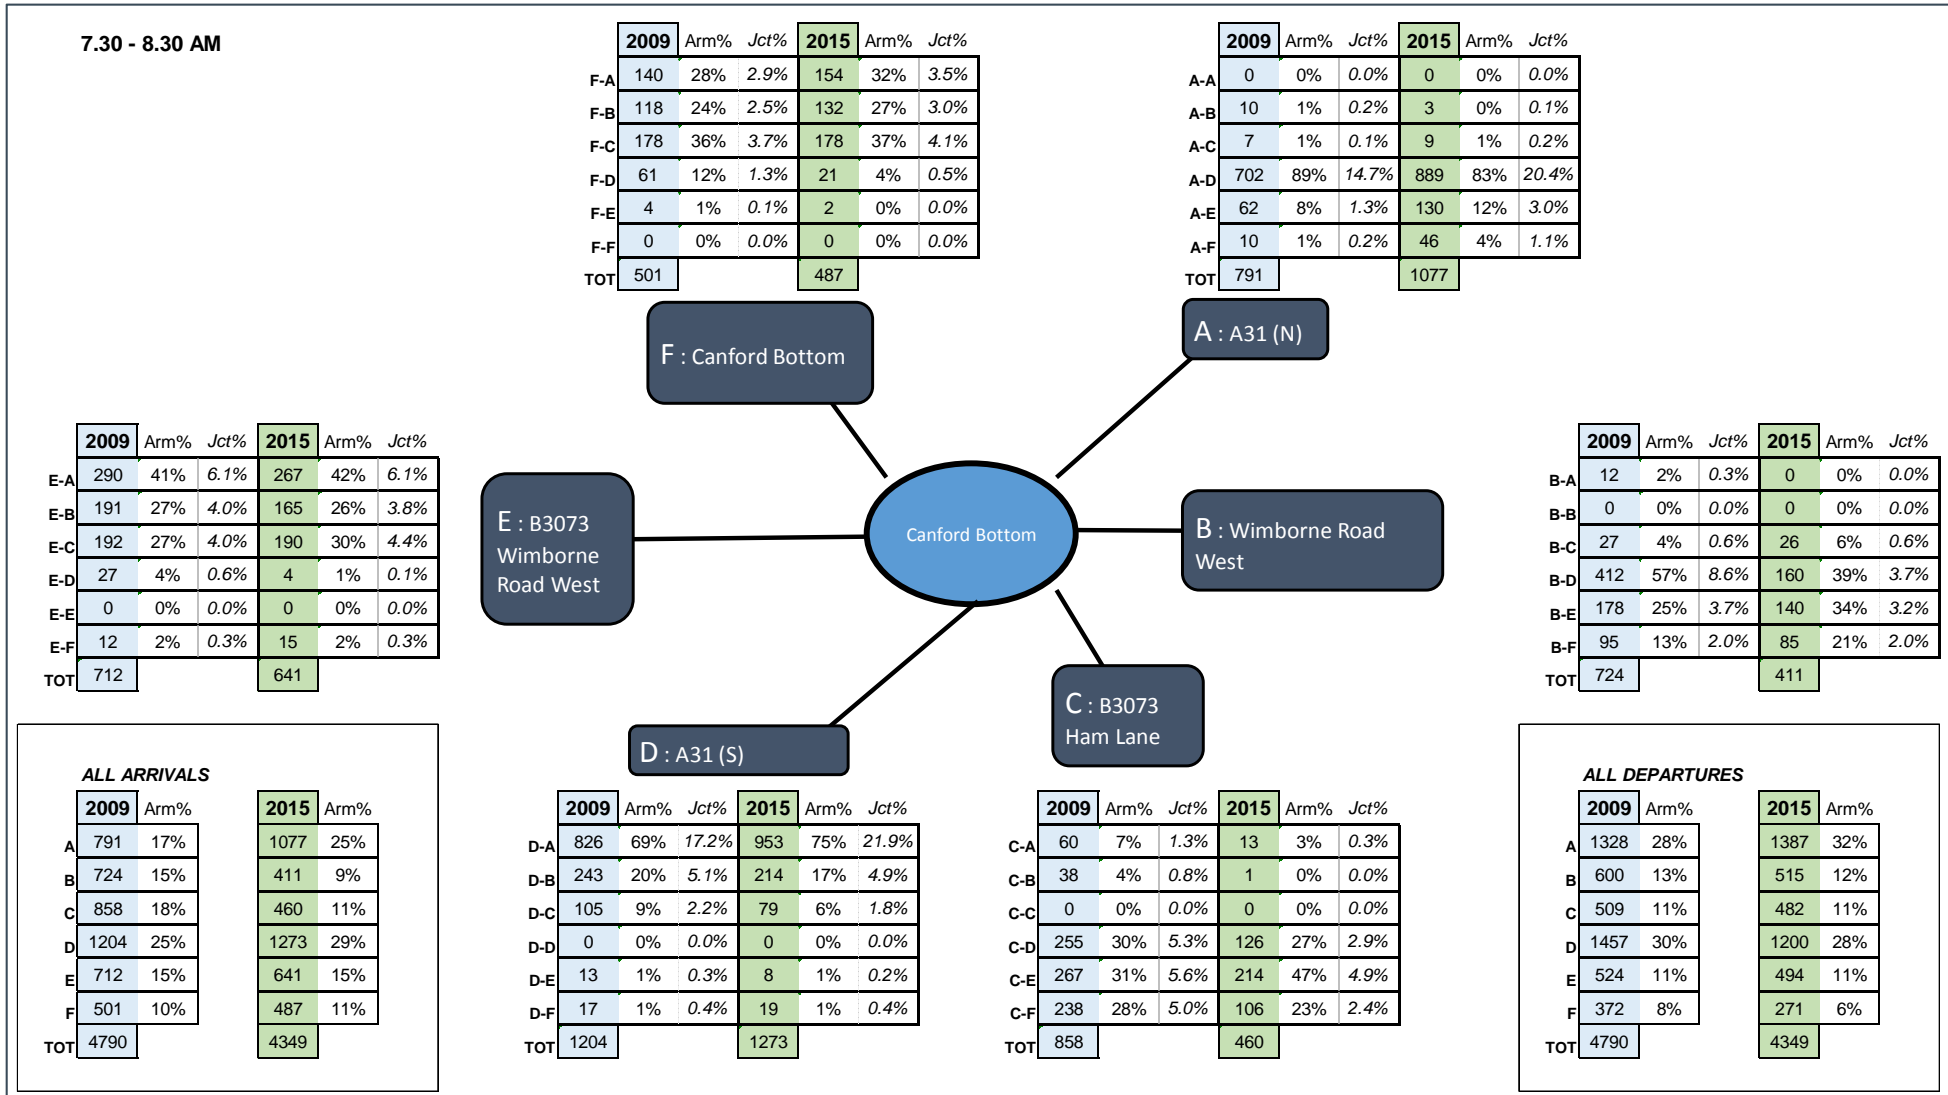 7.30 - 8.30 AM
2009 Arm% Jct% 2015 Arm% Jct%
F-A 140 28% 2.9% 154 32% 3.5%
F-B 118 24% 2.5% 132 27% 3.0%
F-C 178 36% 3.7% 178 37% 4.1%
F-D 61 12% 1.3% 21 4% 0.5%
F-E 4 1% 0.1% 2 0% 0.0%
F-F 0 0% 0.0% 0 0% 0.0%
TOT 501 487
2009 Arm% Jct% 2015 Arm% Jct%
A-A 0 0% 0.0% 0 0% 0.0%
A-B 10 1% 0.2% 3 0% 0.1%
A-C 7 1% 0.1% 9 1% 0.2%
A-D 702 89% 14.7% 889 83% 20.4%
A-E 62 8% 1.3% 130 12% 3.0%
A-F 10 1% 0.2% 46 4% 1.1%
TOT 791 1077
F : Canford Bottom
A : A31 (N)
2009 Arm% Jct% 2015 Arm% Jct%
E-A 290 41% 6.1% 267 42% 6.1%
E-B 191 27% 4.0% 165 26% 3.8%
E-C 192 27% 4.0% 190 30% 4.4%
E-D 27 4% 0.6% 4 1% 0.1%
E-E 0 0% 0.0% 0 0% 0.0%
E-F 12 2% 0.3% 15 2% 0.3%
TOT 712 641
E : B3073
Wimborne
Road West
Canford Bottom
B : Wimborne Road
West
2009 Arm% Jct% 2015 Arm% Jct%
B-A 12 2% 0.3% 0 0% 0.0%
B-B 0 0% 0.0% 0 0% 0.0%
B-C 27 4% 0.6% 26 6% 0.6%
B-D 412 57% 8.6% 160 39% 3.7%
B-E 178 25% 3.7% 140 34% 3.2%
B-F 95 13% 2.0% 85 21% 2.0%
TOT 724 411
D : A31 (S)
C : B3073
Ham Lane
ALL ARRIVALS
2009 Arm% 2015 Arm%
A 791 17% 1077 25%
B 724 15% 411 9%
C 858 18% 460 11%
D 1204 25% 1273 29%
E 712 15% 641 15%
F 501 10% 487 11%
TOT 4790 4349
2009 Arm% Jct% 2015 Arm% Jct%
D-A 826 69% 17.2% 953 75% 21.9%
D-B 243 20% 5.1% 214 17% 4.9%
D-C 105 9% 2.2% 79 6% 1.8%
D-D 0 0% 0.0% 0 0% 0.0%
D-E 13 1% 0.3% 8 1% 0.2%
D-F 17 1% 0.4% 19 1% 0.4%
TOT 1204 1273
2009 Arm% Jct% 2015 Arm% Jct%
C-A 60 7% 1.3% 13 3% 0.3%
C-B 38 4% 0.8% 1 0% 0.0%
C-C 0 0% 0.0% 0 0% 0.0%
C-D 255 30% 5.3% 126 27% 2.9%
C-E 267 31% 5.6% 214 47% 4.9%
C-F 238 28% 5.0% 106 23% 2.4%
TOT 858 460
ALL DEPARTURES
2009 Arm% 2015 Arm%
A 1328 28% 1387 32%
B 600 13% 515 12%
C 509 11% 482 11%
D 1457 30% 1200 28%
E 524 11% 494 11%
F 372 8% 271 6%
TOT 4790 4349